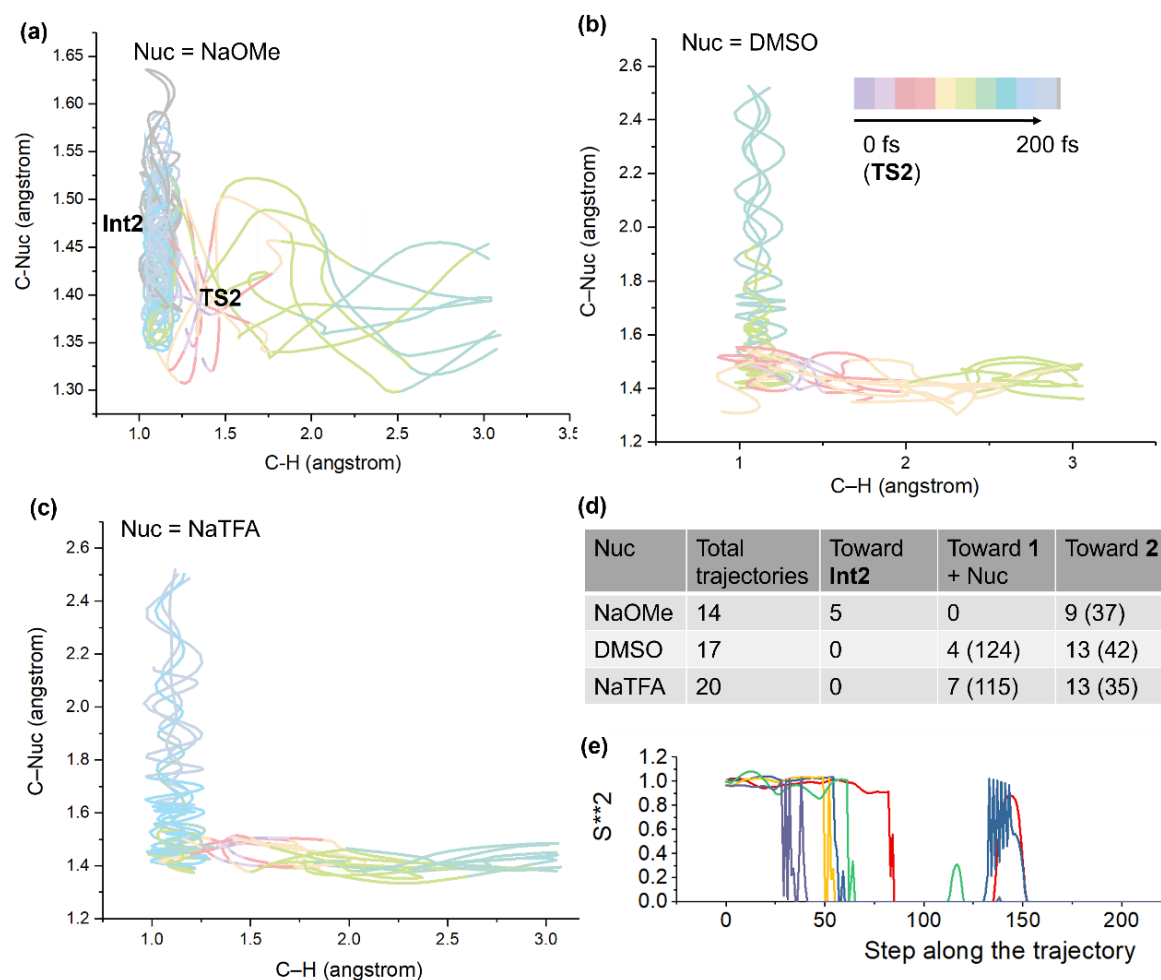 (a)
Nuc = NaOMe
1.65
1.60
1.55
1.50
1.45
1.40
1.35
1.30
C-Nuc (angstrom)
Int2
TS2
1.0 1.5 2.0 2.5 3.0 3.5
C-H (angstrom)
(b)
Nuc = DMSO
2.6
2.4
2.2
2.0
1.8
1.6
1.4
1.2
C–Nuc (angstrom)
0 fs 200 fs
(TS2)
1 2 3
C–H (angstrom)
(c)
Nuc = NaTFA
2.6
2.4
2.2
2.0
1.8
1.6
1.4
1.2
C–Nuc (angstrom)
1.0 1.5 2.0 2.5 3.0
C–H (angstrom)
(d)
Nuc Total Toward Toward 1 Toward 2
trajectories Int2 + Nuc
NaOMe 14 5 0 9 (37)
DMSO 17 0 4 (124) 13 (42)
NaTFA 20 0 7 (115) 13 (35)
(e)
1.2
1.0
0.8
0.6
0.4
0.2
0.0
S**2
0 50 100 150 200
Step along the trajectory